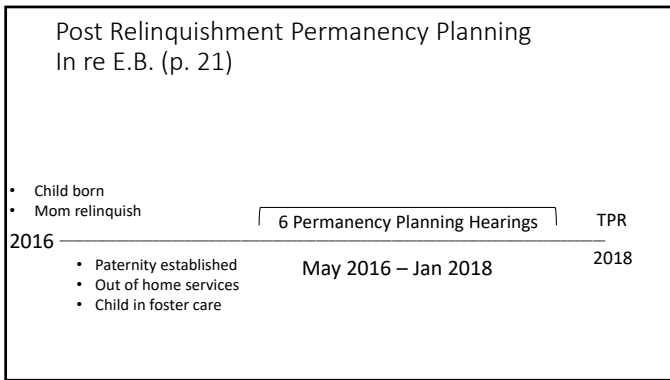 Post Relinquishment Permanency Planning
In re E.B. (p. 21)
• Child born
• Mom relinquish
6 Permanency Planning Hearings
TPR
2016
• Paternity established
• Out of home services
• Child in foster care
May 2016 – Jan 2018
2018